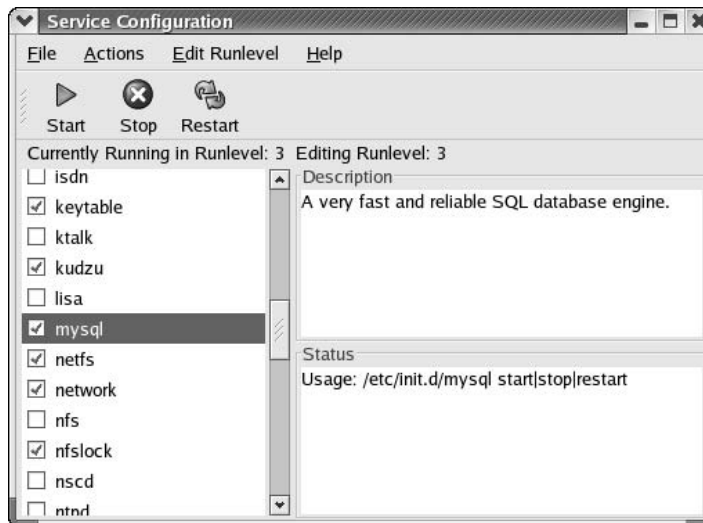 Service Configuration
File Actions Edit Runlevel Help
Start Stop Restart
Currently Running in Runlevel: 3 Editing Runlevel: 3
isdn
keytable
ktalk
kudzu
lisa
mysql
netfs
network
nfs
nfslock
nscd
ntpd
Description
A very fast and reliable SQL database engine.
Status
Usage: /etc/init.d/mysql start|stop|restart